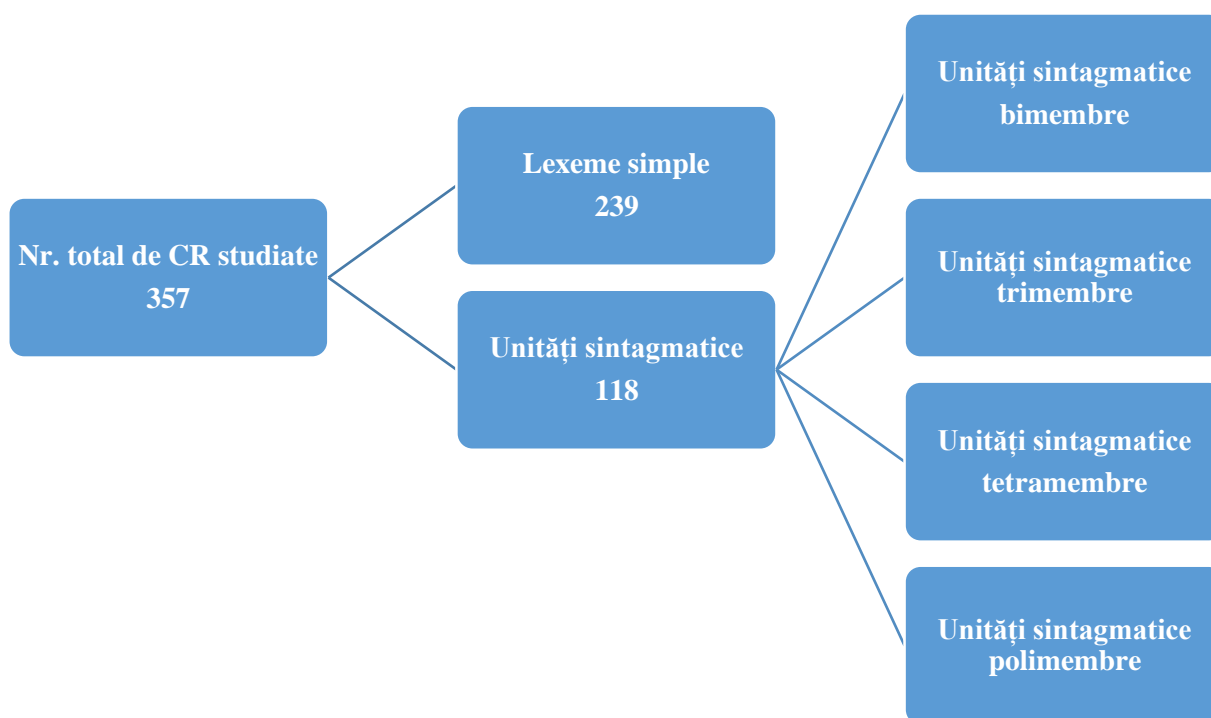 Nr. total de CR studiate
357
Lexeme simple
239
Unități sintagmatice
118
Unități sintagmatice
bimembre
Unități sintagmatice
trimembre
Unități sintagmatice
tetramembre
Unități sintagmatice
polimembre